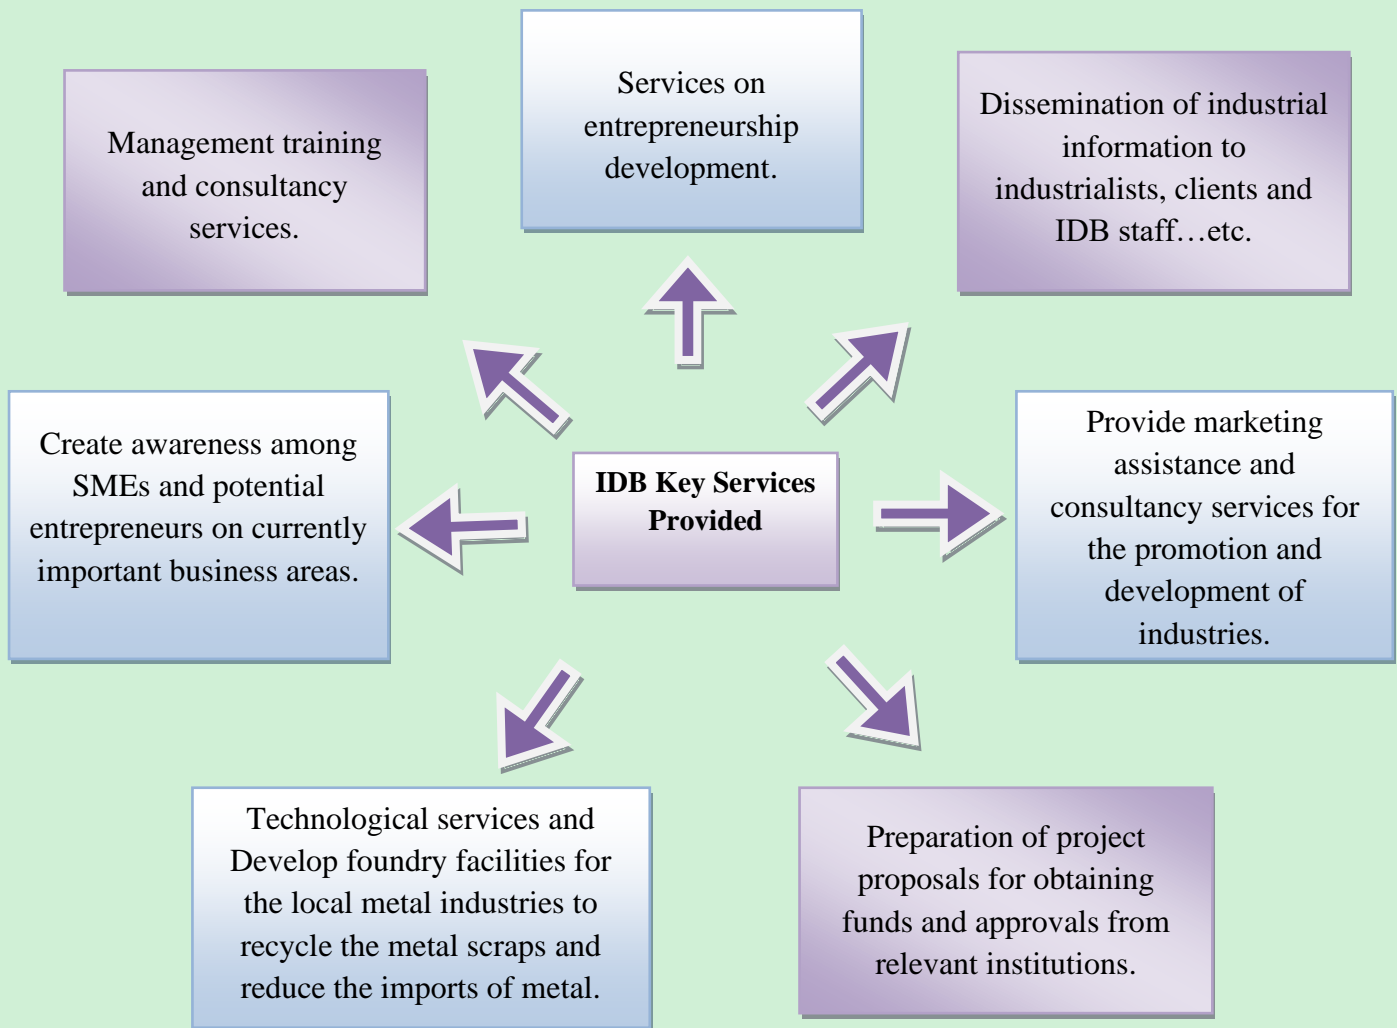 Services on
entrepreneurship
development.
Management training
and consultancy
services.
Dissemination of industrial
information to
industrialists, clients and
IDB staff…etc.
Create awareness among
SMEs and potential
entrepreneurs on currently
important business areas.
IDB Key Services
Provided
Provide marketing
assistance and
consultancy services for
the promotion and
development of
industries.
Technological services and
Develop foundry facilities for
the local metal industries to
recycle the metal scraps and
reduce the imports of metal.
Preparation of project
proposals for obtaining
funds and approvals from
relevant institutions.